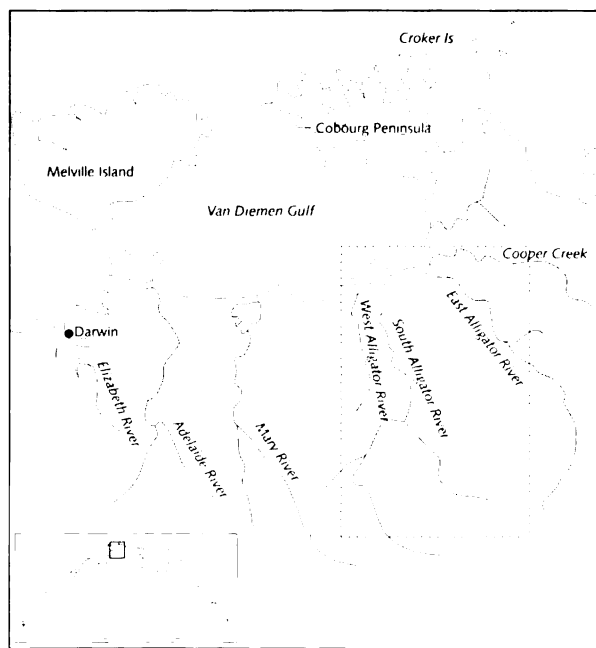 Croker Is
Cobourg Peninsula
Melville Island
Van Diemen Gulf
Cooper Creek
East Alligator River
West Alligator River
South Alligator River
Darwin
Elizabeth River
Adelaide River
Mary River